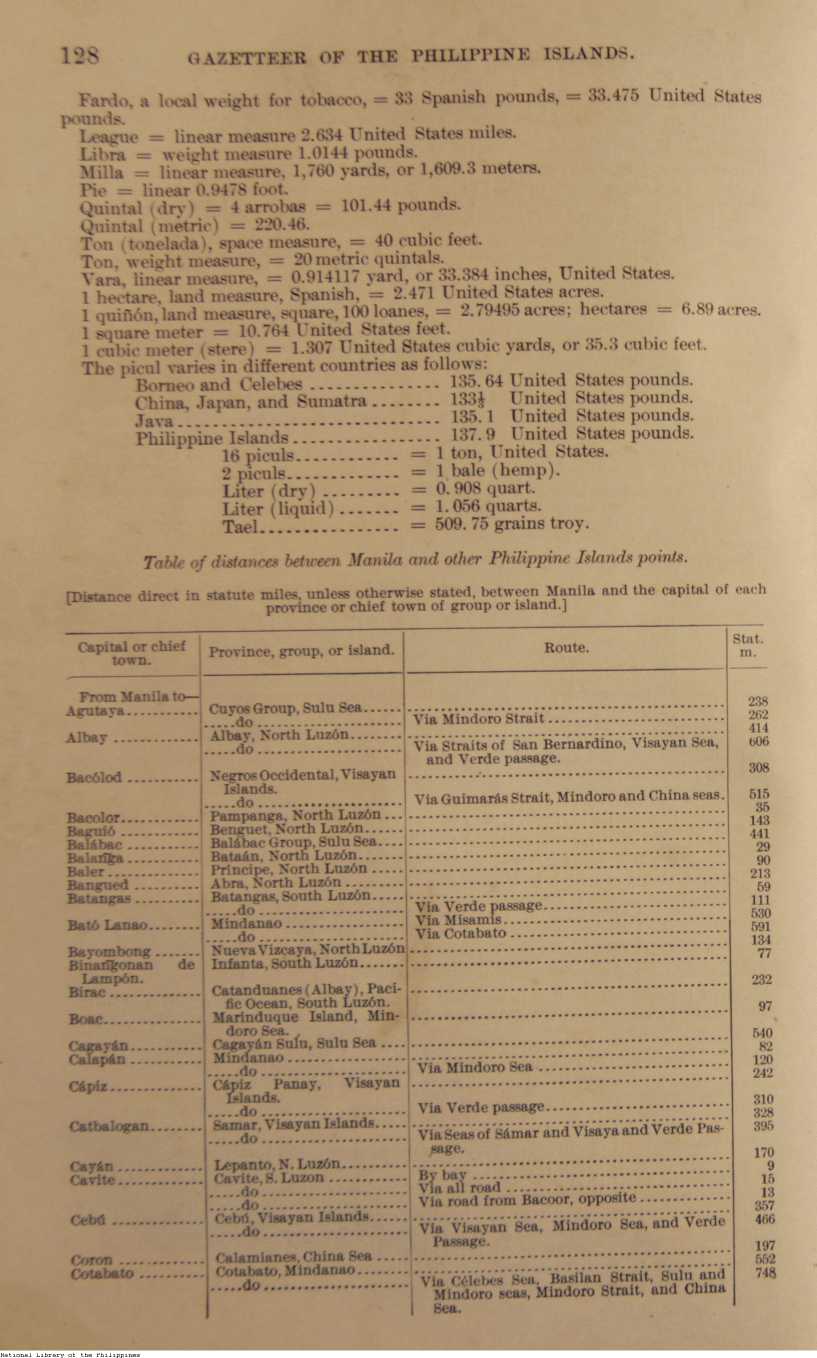 128 GAZETTEER OF THE PHILIPPINE ISLANDS.
Fardo, a local weight for tobacco, = 33 Spanish pounds, = 33.475 United States
pounds.
League = linear measure 2.634 United States miles.
Libra = weight measure 1.0144 pounds.
Milla = linear measure, 1,760 yards, or 1,609.3 meters.
Pie = linear 0.9478 foot.
Quintal (dry) = 4 arrobas = 101.44 pounds.
Quintal (metric) = 220.46.
Ton (tonelada), space measure, = 40 cubic feet.
Ton, weight measure, = 20 metric quintals.
Vara, linear measure, = 0.914117 yard, or 33.384 inches, United States.
1 hectare, land measure, Spanish, = 2.471 United States acres.
1 quiñón, land measure, square, 100 loanes, = 2.79495 acres; hectares = 6.89 acres.
1 square meter = 10.764 United States feet.
1 cubic meter (stere) = 1.307 United States cubic yards, or 35.3 cubic feet.
The picul varies in different countries as follows:
Borneo and Celebes ............... 135.64 United States pounds.
China, Japan, and Sumatra ........ 133⅓ United States pounds.
Java .............................. 135.1 United States pounds.
Philippine Islands ................. 137.9 United States pounds.
16 piculs ............ = 1 ton, United States.
2 piculs ............. = 1 bale (hemp).
Liter (dry) ......... = 0.908 quart.
Liter (liquid) ....... = 1.056 quarts.
Tael ................ = 509.75 grains troy.
Table of distances between Manila and other Philippine Islands points.
[Distance direct in statute miles, unless otherwise stated, between Manila and the capital of each
province or chief town of group or island.]
Capital or chief town. Province, group, or island. Route. Stat. m.
From Manila to—
Agutaya........... Cuyos Group, Sulu Sea...... 238
.....do ..................... Via Mindoro Strait ......................... 262
Albay ............ Albay, North Luzón........ 414
.....do ..................... Via Straits of San Bernardino, Visayan Sea, 606
and Verde passage.
Bacólod .......... Negros Occidental, Visayan 308
Islands.
.....do ..................... Via Guimarás Strait, Mindoro and China seas. 515
Bacolor........... Pampanga, North Luzón ... 35
Baguió ........... Benguet, North Luzón...... 143
Balábac .......... Balábac Group, Sulu Sea.... 441
Balan͠ga .......... Bataán, North Luzón....... 29
Baler ............. Principe, North Luzón ..... 90
Bangued ......... Abra, North Luzón ......... 213
Batangas ......... Batangas, South Luzón..... 59
.....do ..................... Via Verde passage.......................... 111
Bató Lanao....... Mindanao ................. Via Misamis................................ 530
.....do ..................... Via Cotabato ............................... 591
Bayombong ...... Nueva Vizcaya, North Luzón 134
Binan͠gonan de Infanta, South Luzón....... 77
Lampón.
Birac ............. Catanduanes (Albay), Paci- 232
fic Ocean, South Luzón.
Boac.............. Marinduque Island, Min- 97
doro Sea.
Cagayán.......... Cagayán Sulu, Sulu Sea .... 540
Calapán .......... Mindanao ................. 82
.....do ..................... Via Mindoro Sea ........................... 120
Cápiz............. Cápiz Panay, Visayan 242
Islands.
.....do ..................... Via Verde passage.......................... 310
Catbalogan........ Samar, Visayan Islands..... 328
.....do ..................... Via Seas of Sámar and Visaya and Verde Pas- 395
sage.
Cayán ............ Lepanto, N. Luzón.......... 170
Cavite............ Cavite, S. Luzon ........... By bay ..................................... 9
.....do ..................... Via all road ................................ 15
.....do ..................... Via road from Bacoor, opposite ............. 13
Cebú ............. Cebú, Visayan Islands...... 357
.....do ..................... Via Visayan Sea, Mindoro Sea, and Verde 466
Passage.
Coron ............ Calamianes, China Sea ..... 197
Cotabato ......... Cotabato, Mindanao........ 552
.....do ..................... Via Célebes Sea, Basilan Strait, Sulu and 748
Mindoro seas, Mindoro Strait, and China
Sea.
National Library of the Philippines